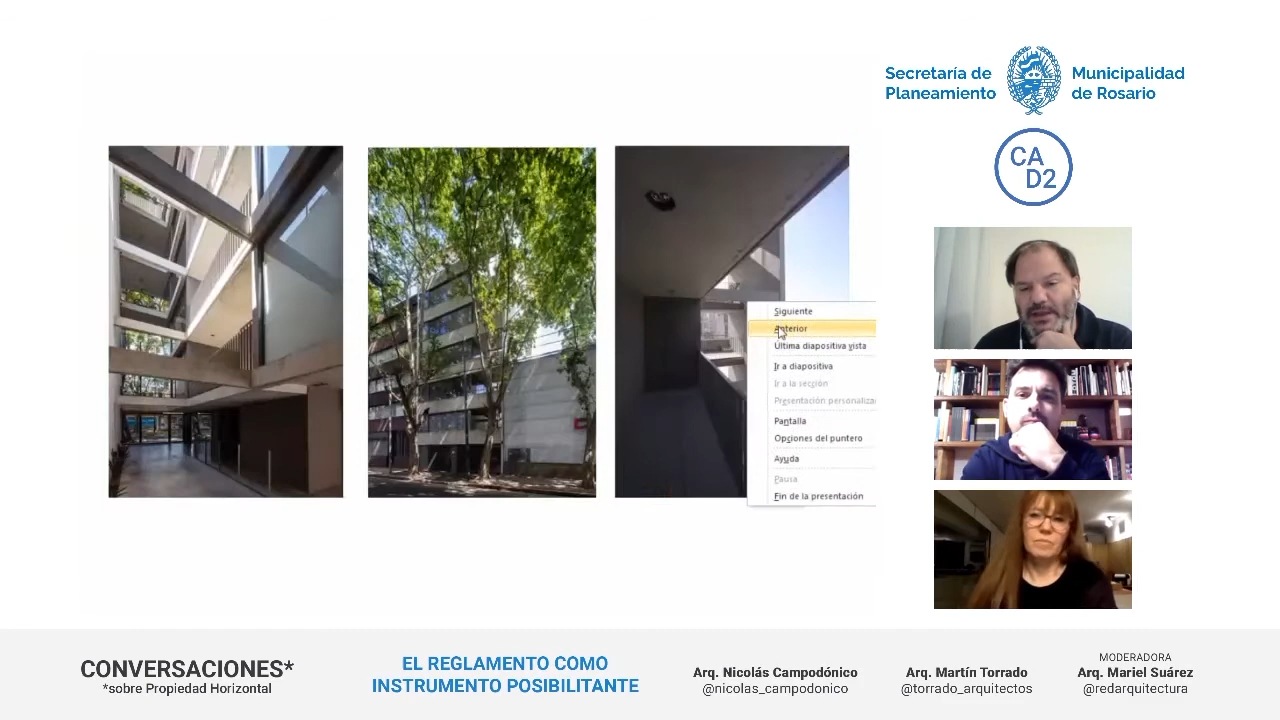 Secretaría de
Planeamiento
Municipalidad
de Rosario
CA
D2
Siguiente
Anterior
Última diapositiva vista
Ir a diapositiva
Ir a la sección
Presentación personaliza
Pantalla
Opciones del puntero
Ayuda
Pausa
Fin de la presentación
CONVERSACIONES*
*sobre Propiedad Horizontal
EL REGLAMENTO COMO
INSTRUMENTO POSIBILITANTE
Arq. Nicolás Campodónico
@nicolas_campodonico
Arq. Martín Torrado
@torrado_arquitectos
MODERADORA
Arq. Mariel Suárez
@redarquitectura